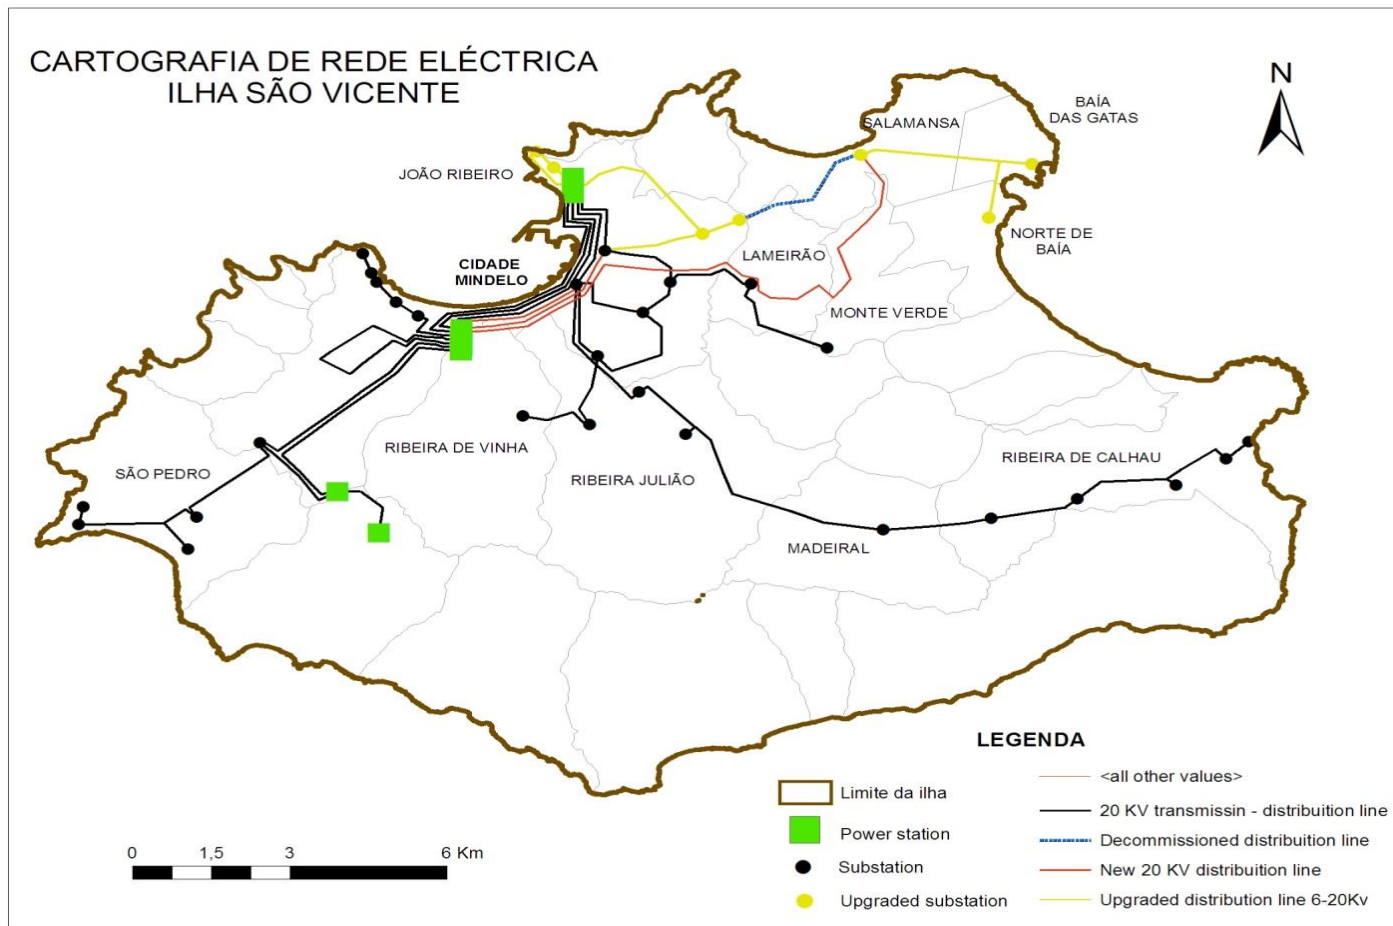 CARTOGRAFIA DE REDE ELÉCTRICA
ILHA SÃO VICENTE
N
BAÍA
DAS GATAS
SALAMANSA
JOÃO RIBEIRO
NORTE DE
BAÍA
LAMEIRÃO
CIDADE
MINDELO
MONTE VERDE
RIBEIRA DE VINHA
RIBEIRA DE CALHAU
SÃO PEDRO
RIBEIRA JULIÃO
MADEIRAL
LEGENDA
Limite da ilha
Power station
Substation
Upgraded substation
<all other values>
20 KV transmissin - distribuition line
Decommissioned distribuition line
New 20 KV distribuition line
Upgraded distribution line 6-20Kv
0 1,5 3 6 Km